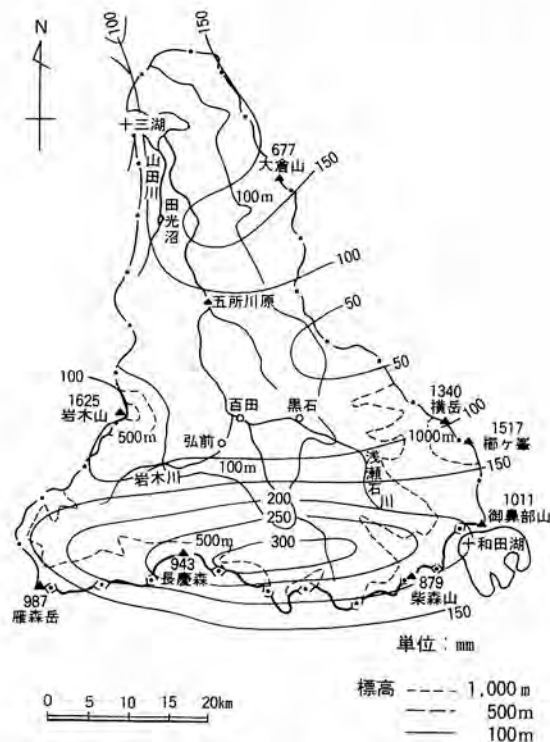 N
100
150
十三湖
677
大倉山
150
山田川
100m
田光沼
100
五所川原
50
50
100
1625
岩木山
1340
横岳
100
500m
百田
黒石
1517
櫛ヶ峯
弘前
1000m
100m
浅瀬石川
岩木川
150
200
1011
250
御鼻部山
500m
300
十和田湖
943
長慶森
879
柴森山
987
雁森岳
150
単位:mm
0 10 20km
標高 1,000m
500m
100m